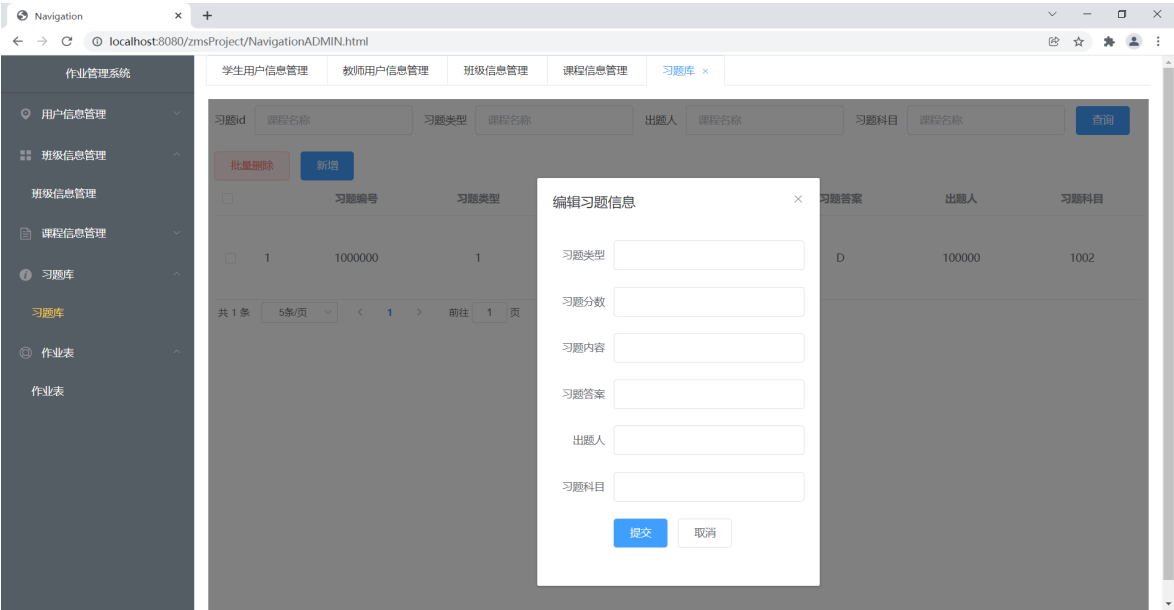 Navigation
localhost:8080/zmsProject/NavigationADMIN.html
作业管理系统
用户信息管理
班级信息管理
班级信息管理
课程信息管理
习题库
习题库
作业表
作业表
学生用户信息管理 教师用户信息管理 班级信息管理 课程信息管理 习题库
习题id 课程名称 习题类型 课程名称 出题人 课程名称 习题科目 课程名称 查询
批量删除 新增
习题编号 习题类型 习题答案 出题人 习题科目
1 1000000 1 D 100000 1002
共 1 条 5条/页 1 前往 1 页
编辑习题信息
习题类型
习题分数
习题内容
习题答案
出题人
习题科目
提交 取消